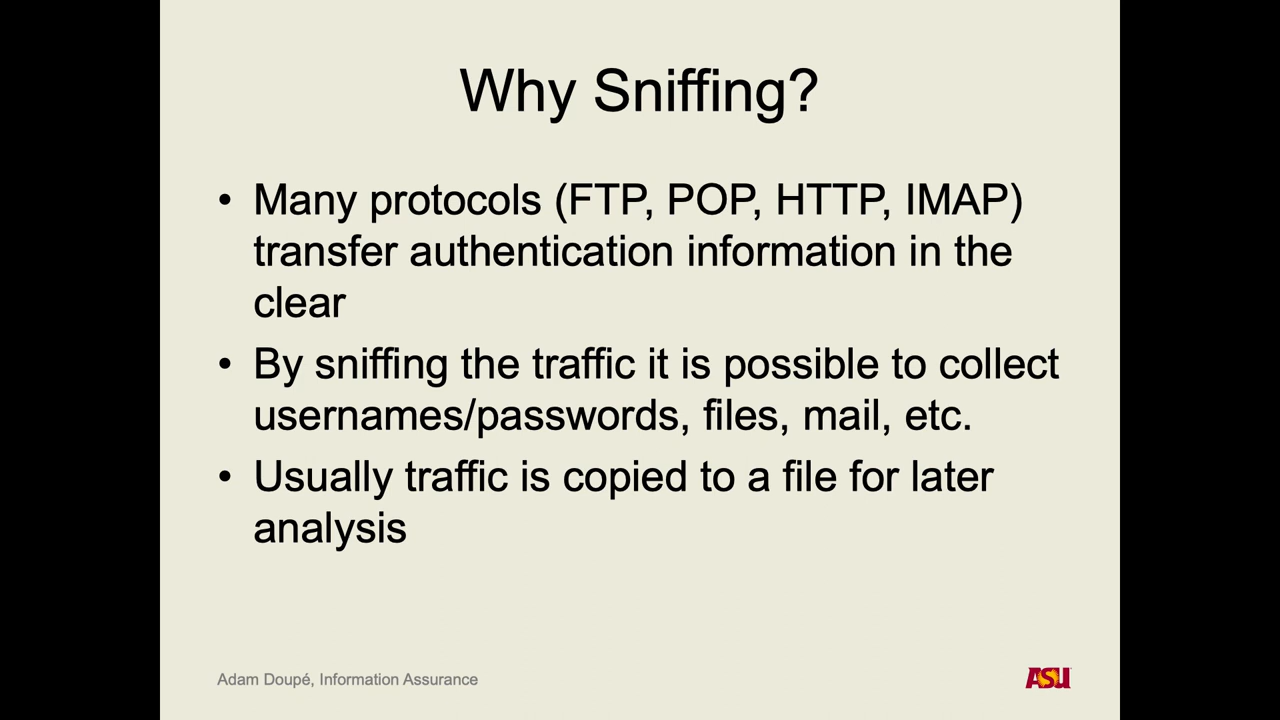 Why Sniffing?
• Many protocols (FTP, POP, HTTP, IMAP)
transfer authentication information in the
clear
• By sniffing the traffic it is possible to collect
usernames/passwords, files, mail, etc.
• Usually traffic is copied to a file for later
analysis
Adam Doupé, Information Assurance
ASU